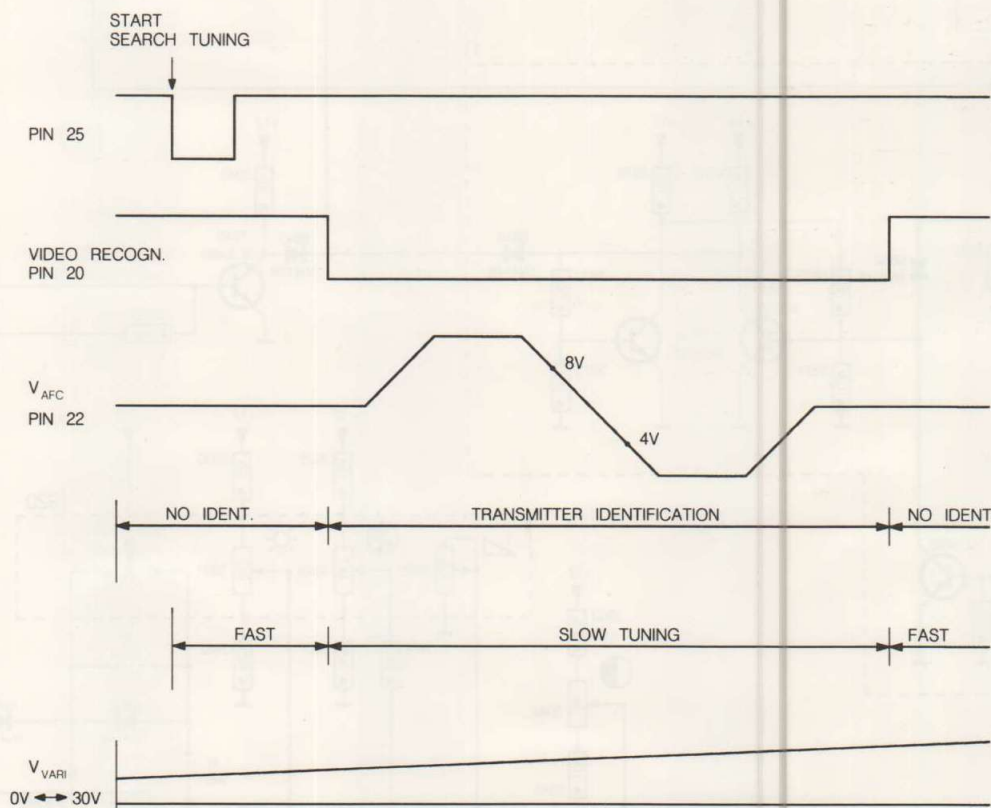 START
SEARCH TUNING
PIN 25
VIDEO RECOGN.
PIN 20
8V
V AFC
PIN 22
4V
NO IDENT.
TRANSMITTER IDENTIFICATION
NO IDENT
FAST
SLOW TUNING
FAST
V VARI
0V ↔ 30V